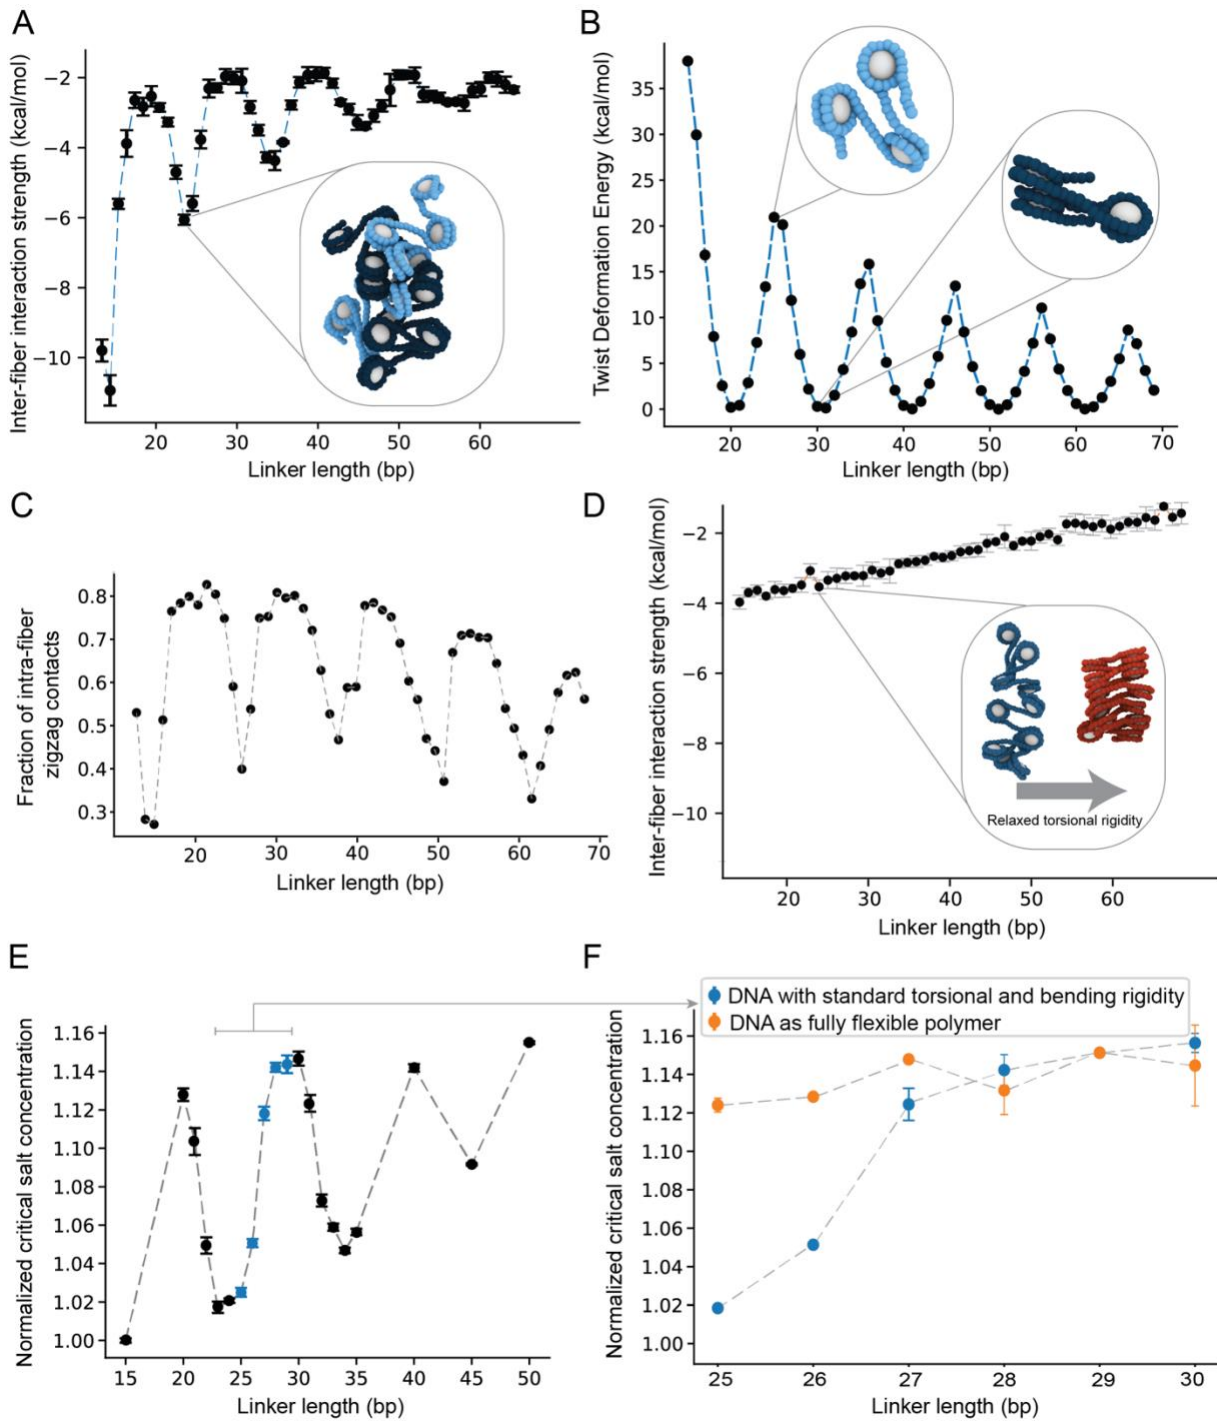 A
Inter-fiber interaction strength (kcal/mol)
−2
−4
−6
−8
−10
20 30 40 50 60
Linker length (bp)
B
Twist Deformation Energy (kcal/mol)
35
30
25
20
15
10
5
0
20 30 40 50 60 70
Linker length (bp)
C
Fraction of intra-fiber
zigzag contacts
0.8
0.7
0.6
0.5
0.4
0.3
20 30 40 50 60 70
Linker length (bp)
D
Inter-fiber interaction strength (kcal/mol)
−2
−4
−6
−8
−10
Relaxed torsional rigidity
20 30 40 50 60
Linker length (bp)
E
Normalized critical salt concentration
1.16
1.14
1.12
1.10
1.08
1.06
1.04
1.02
1.00
15 20 25 30 35 40 45 50
Linker length (bp)
F
DNA with standard torsional and bending rigidity
DNA as fully flexible polymer
Normalized critical salt concentration
1.16
1.14
1.12
1.10
1.08
1.06
1.04
1.02
1.00
25 26 27 28 29 30
Linker length (bp)